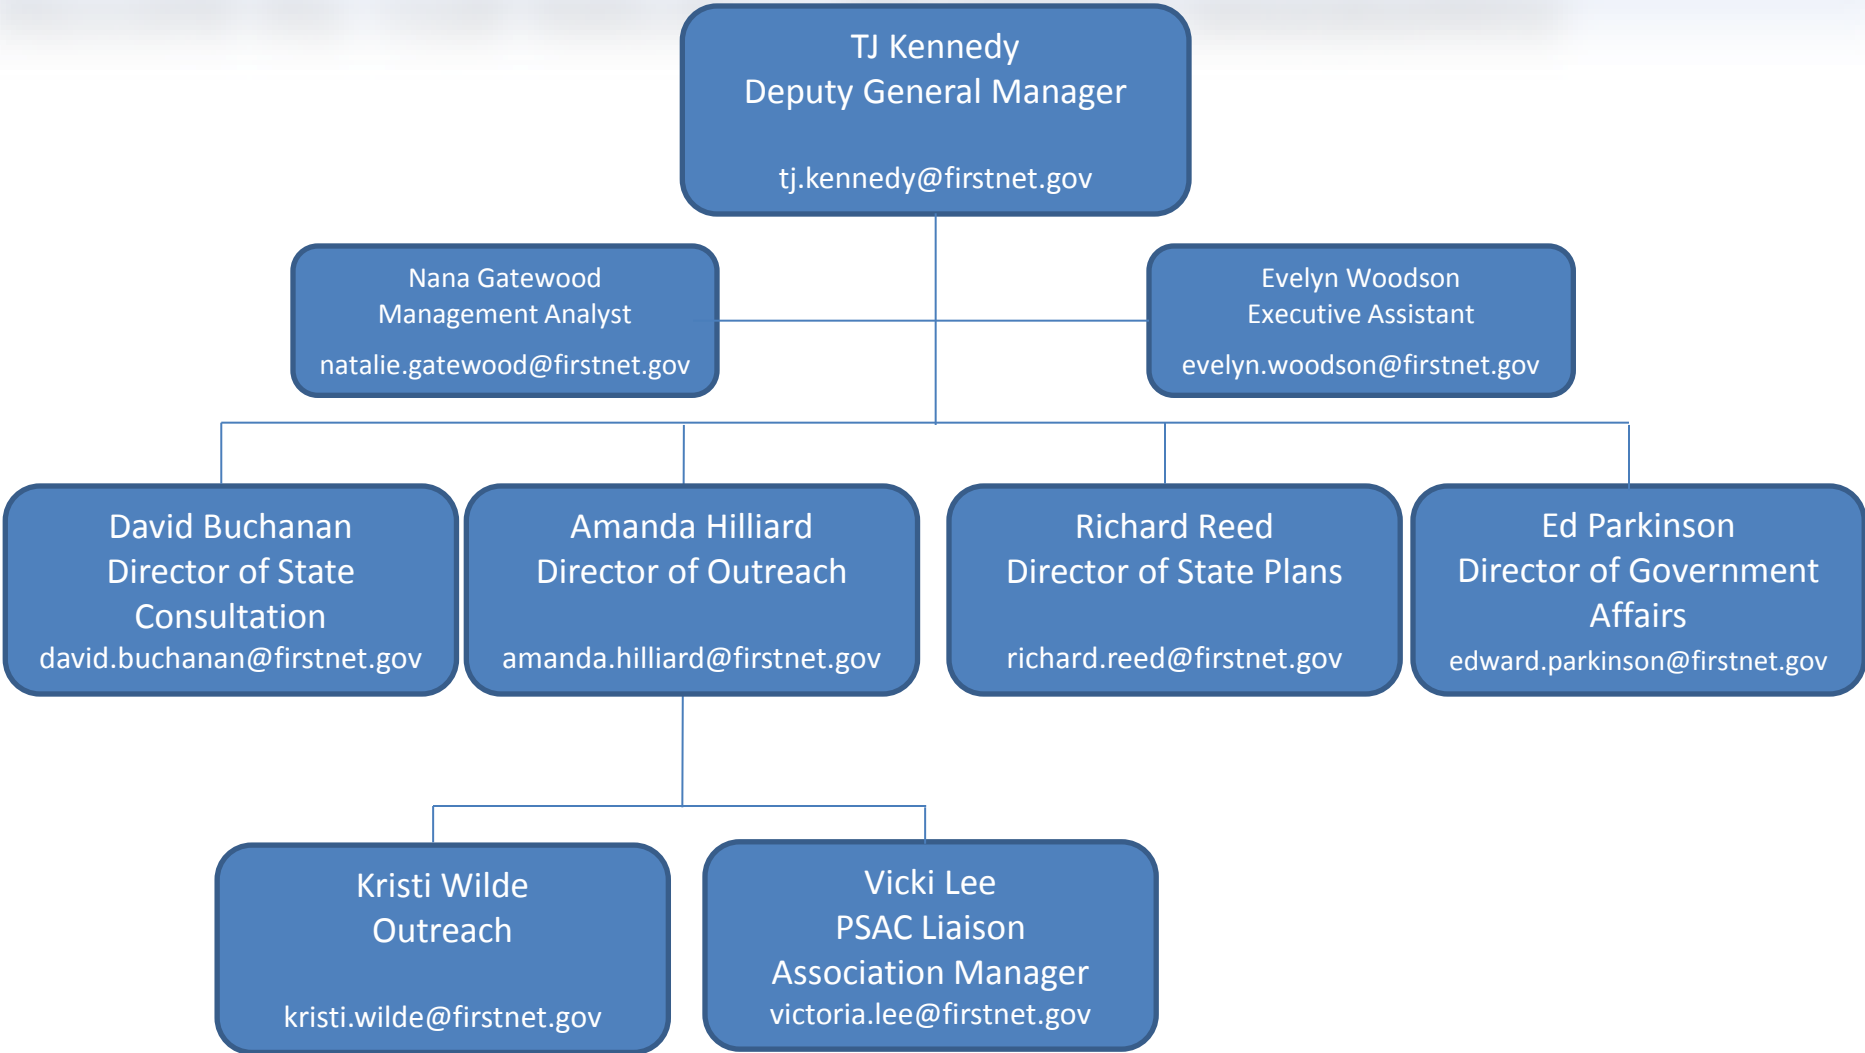 TJ Kennedy
Deputy General Manager
tj.kennedy@firstnet.gov
Nana Gatewood
Management Analyst
natalie.gatewood@firstnet.gov
Evelyn Woodson
Executive Assistant
evelyn.woodson@firstnet.gov
David Buchanan
Director of State
Consultation
david.buchanan@firstnet.gov
Amanda Hilliard
Director of Outreach
amanda.hilliard@firstnet.gov
Richard Reed
Director of State Plans
richard.reed@firstnet.gov
Ed Parkinson
Director of Government
Affairs
edward.parkinson@firstnet.gov
Kristi Wilde
Outreach
kristi.wilde@firstnet.gov
Vicki Lee
PSAC Liaison
Association Manager
victoria.lee@firstnet.gov